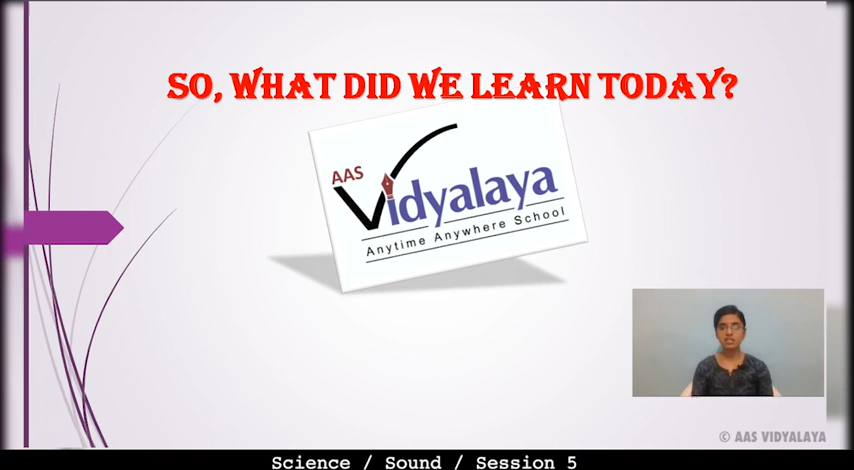 SO, WHAT DID WE LEARN TODAY?
AAS
Vidyalaya
Anytime Anywhere School
© AAS VIDYALAYA
Science / Sound / Session 5